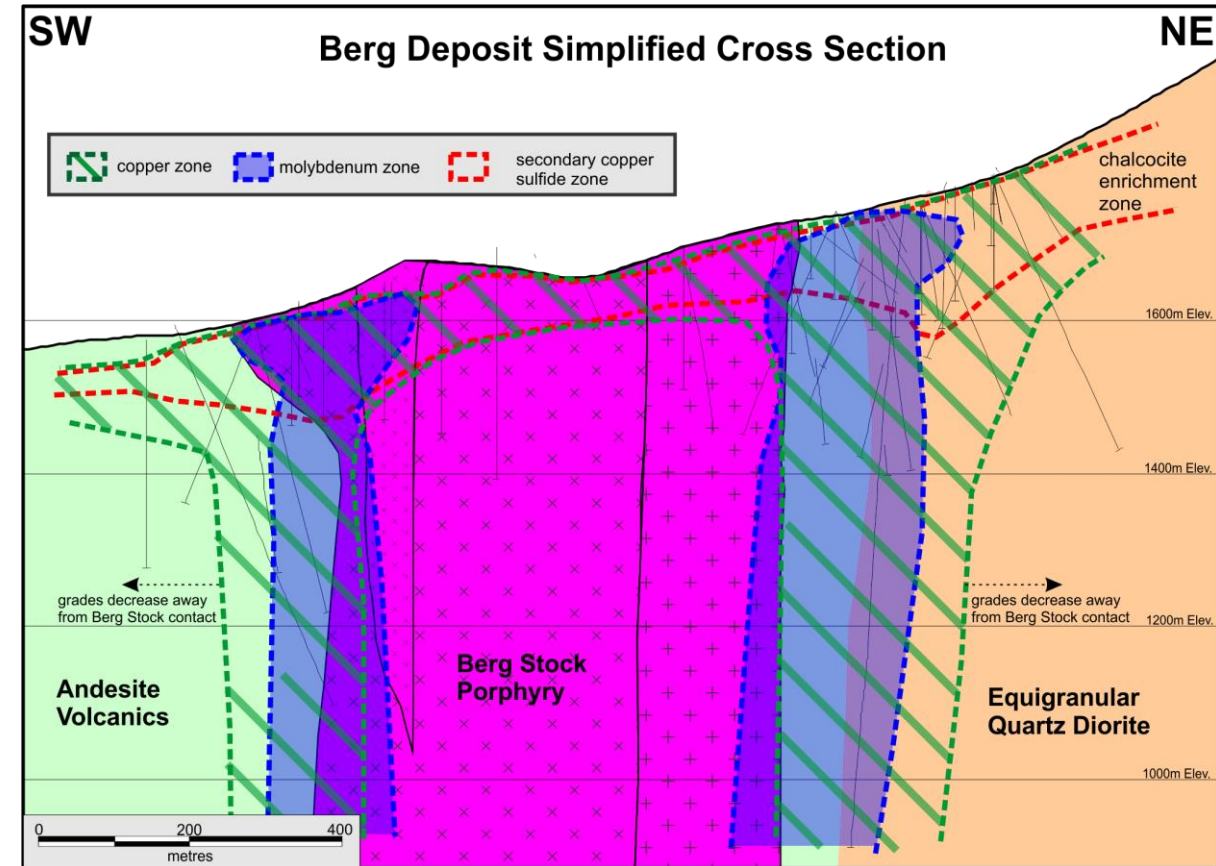 SW
NE
Berg Deposit Simplified Cross Section
copper zone
molybdenum zone
secondary copper
sulfide zone
chalcocite
enrichment
zone
1600m Elev.
1400m Elev.
grades decrease away
from Berg Stock contact
grades decrease away
from Berg Stock contact
1200m Elev.
Andesite
Volcanics
Berg Stock
Porphyry
Equigranular
Quartz Diorite
1000m Elev.
0 200 400
metres